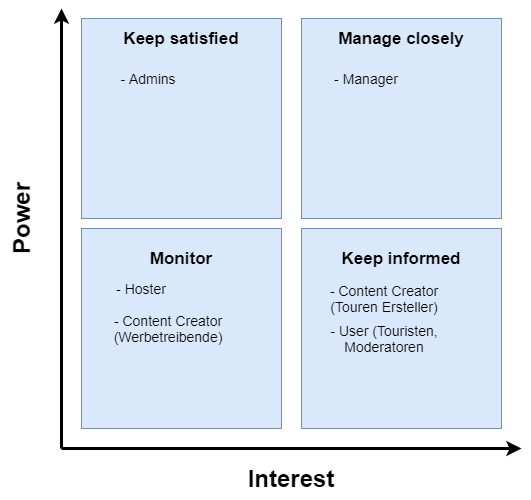 Keep satisfied
- Admins
Manage closely
- Manager
Power
Monitor
- Hoster
- Content Creator
(Werbetreibende)
Keep informed
- Content Creator
(Touren Ersteller)
- User (Touristen,
Moderatoren
Interest